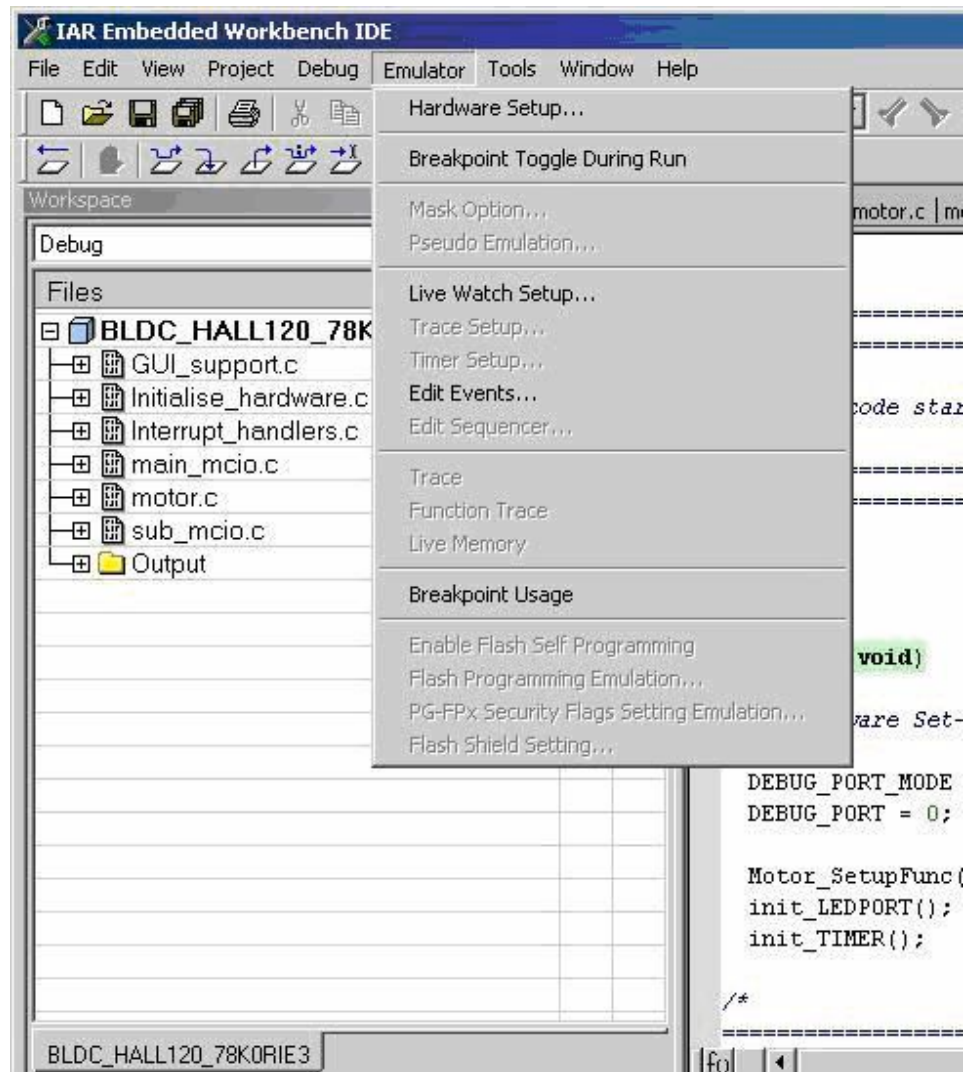 IAR Embedded Workbench IDE
File Edit View Project Debug Emulator Tools Window Help
Hardware Setup...
Breakpoint Toggle During Run
Mask Option...
Pseudo Emulation...
Live Watch Setup...
Trace Setup...
Timer Setup...
Edit Events...
Edit Sequencer...
Trace
Function Trace
Live Memory
Breakpoint Usage
Enable Flash Self Programming
Flash Programming Emulation...
PG-FPx Security Flags Setting Emulation...
Flash Shield Setting...
Workspace
Debug
Files
BLDC_HALL120_78K
GUI_support.c
Initialise_hardware.c
Interrupt_handlers.c
main_mcio.c
motor.c
sub_mcio.c
Output
BLDC_HALL120_78K0RIE3
motor.c
==========
==========
code star
==========
==========
void)
Set-
DEBUG_PORT_MODE
DEBUG_PORT = 0;
Motor_SetupFunc(
init_LEDPORT();
init_TIMER();
/*
==========